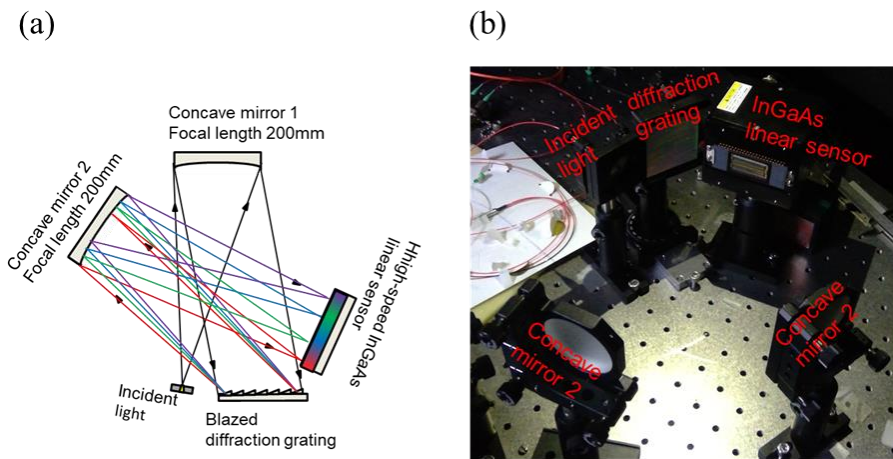 (a)
(b)
Concave mirror 1
Focal length 200mm
Concave mirror 2
Focal length 200mm
Hhigh-speed InGaAs
linear sensor
Incident
light
Blazed
diffraction grating
Incident
light
diffraction
grating
InGaAs
linear sensor
Concave
mirror 2
Concave
mirror 2